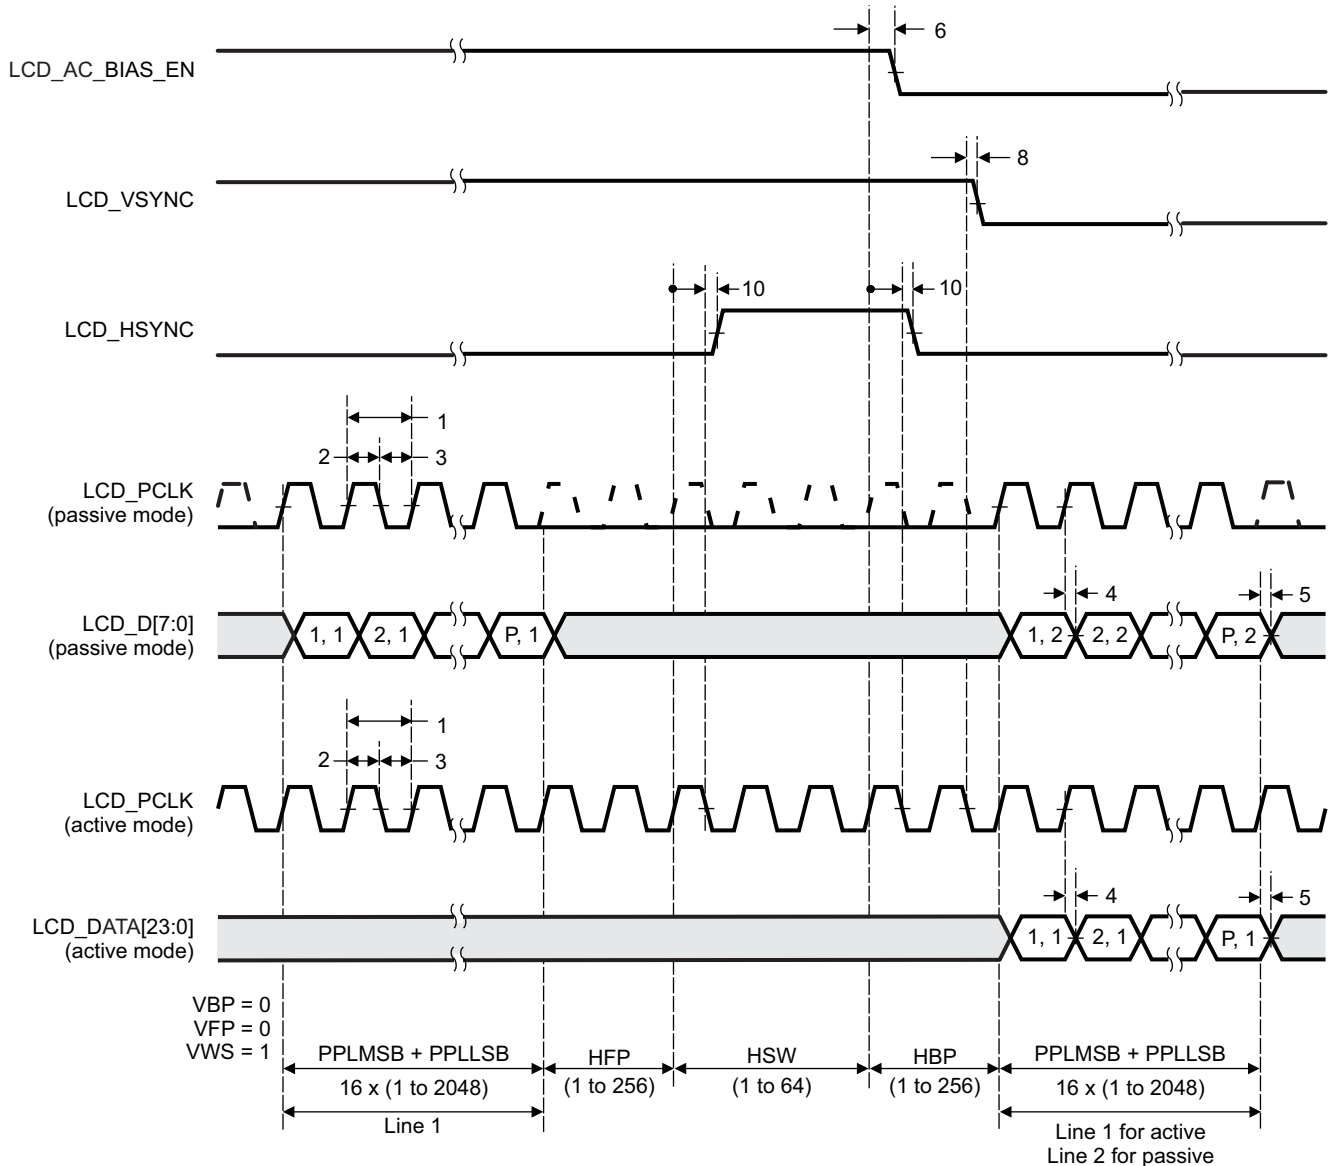 6
LCD_AC_BIAS_EN
8
LCD_VSYNC
10
10
LCD_HSYNC
1
2
3
LCD_PCLK
(passive mode)
4
5
LCD_D[7:0]
(passive mode)
1, 1
2, 1
P, 1
1, 2
2, 2
P, 2
1
2
3
LCD_PCLK
(active mode)
4
5
LCD_DATA[23:0]
(active mode)
1, 1
2, 1
P, 1
VBP = 0
VFP = 0
VWS = 1
PPLMSB + PPLLSB
16 x (1 to 2048)
Line 1
HFP
(1 to 256)
HSW
(1 to 64)
HBP
(1 to 256)
PPLMSB + PPLLSB
16 x (1 to 2048)
Line 1 for active
Line 2 for passive